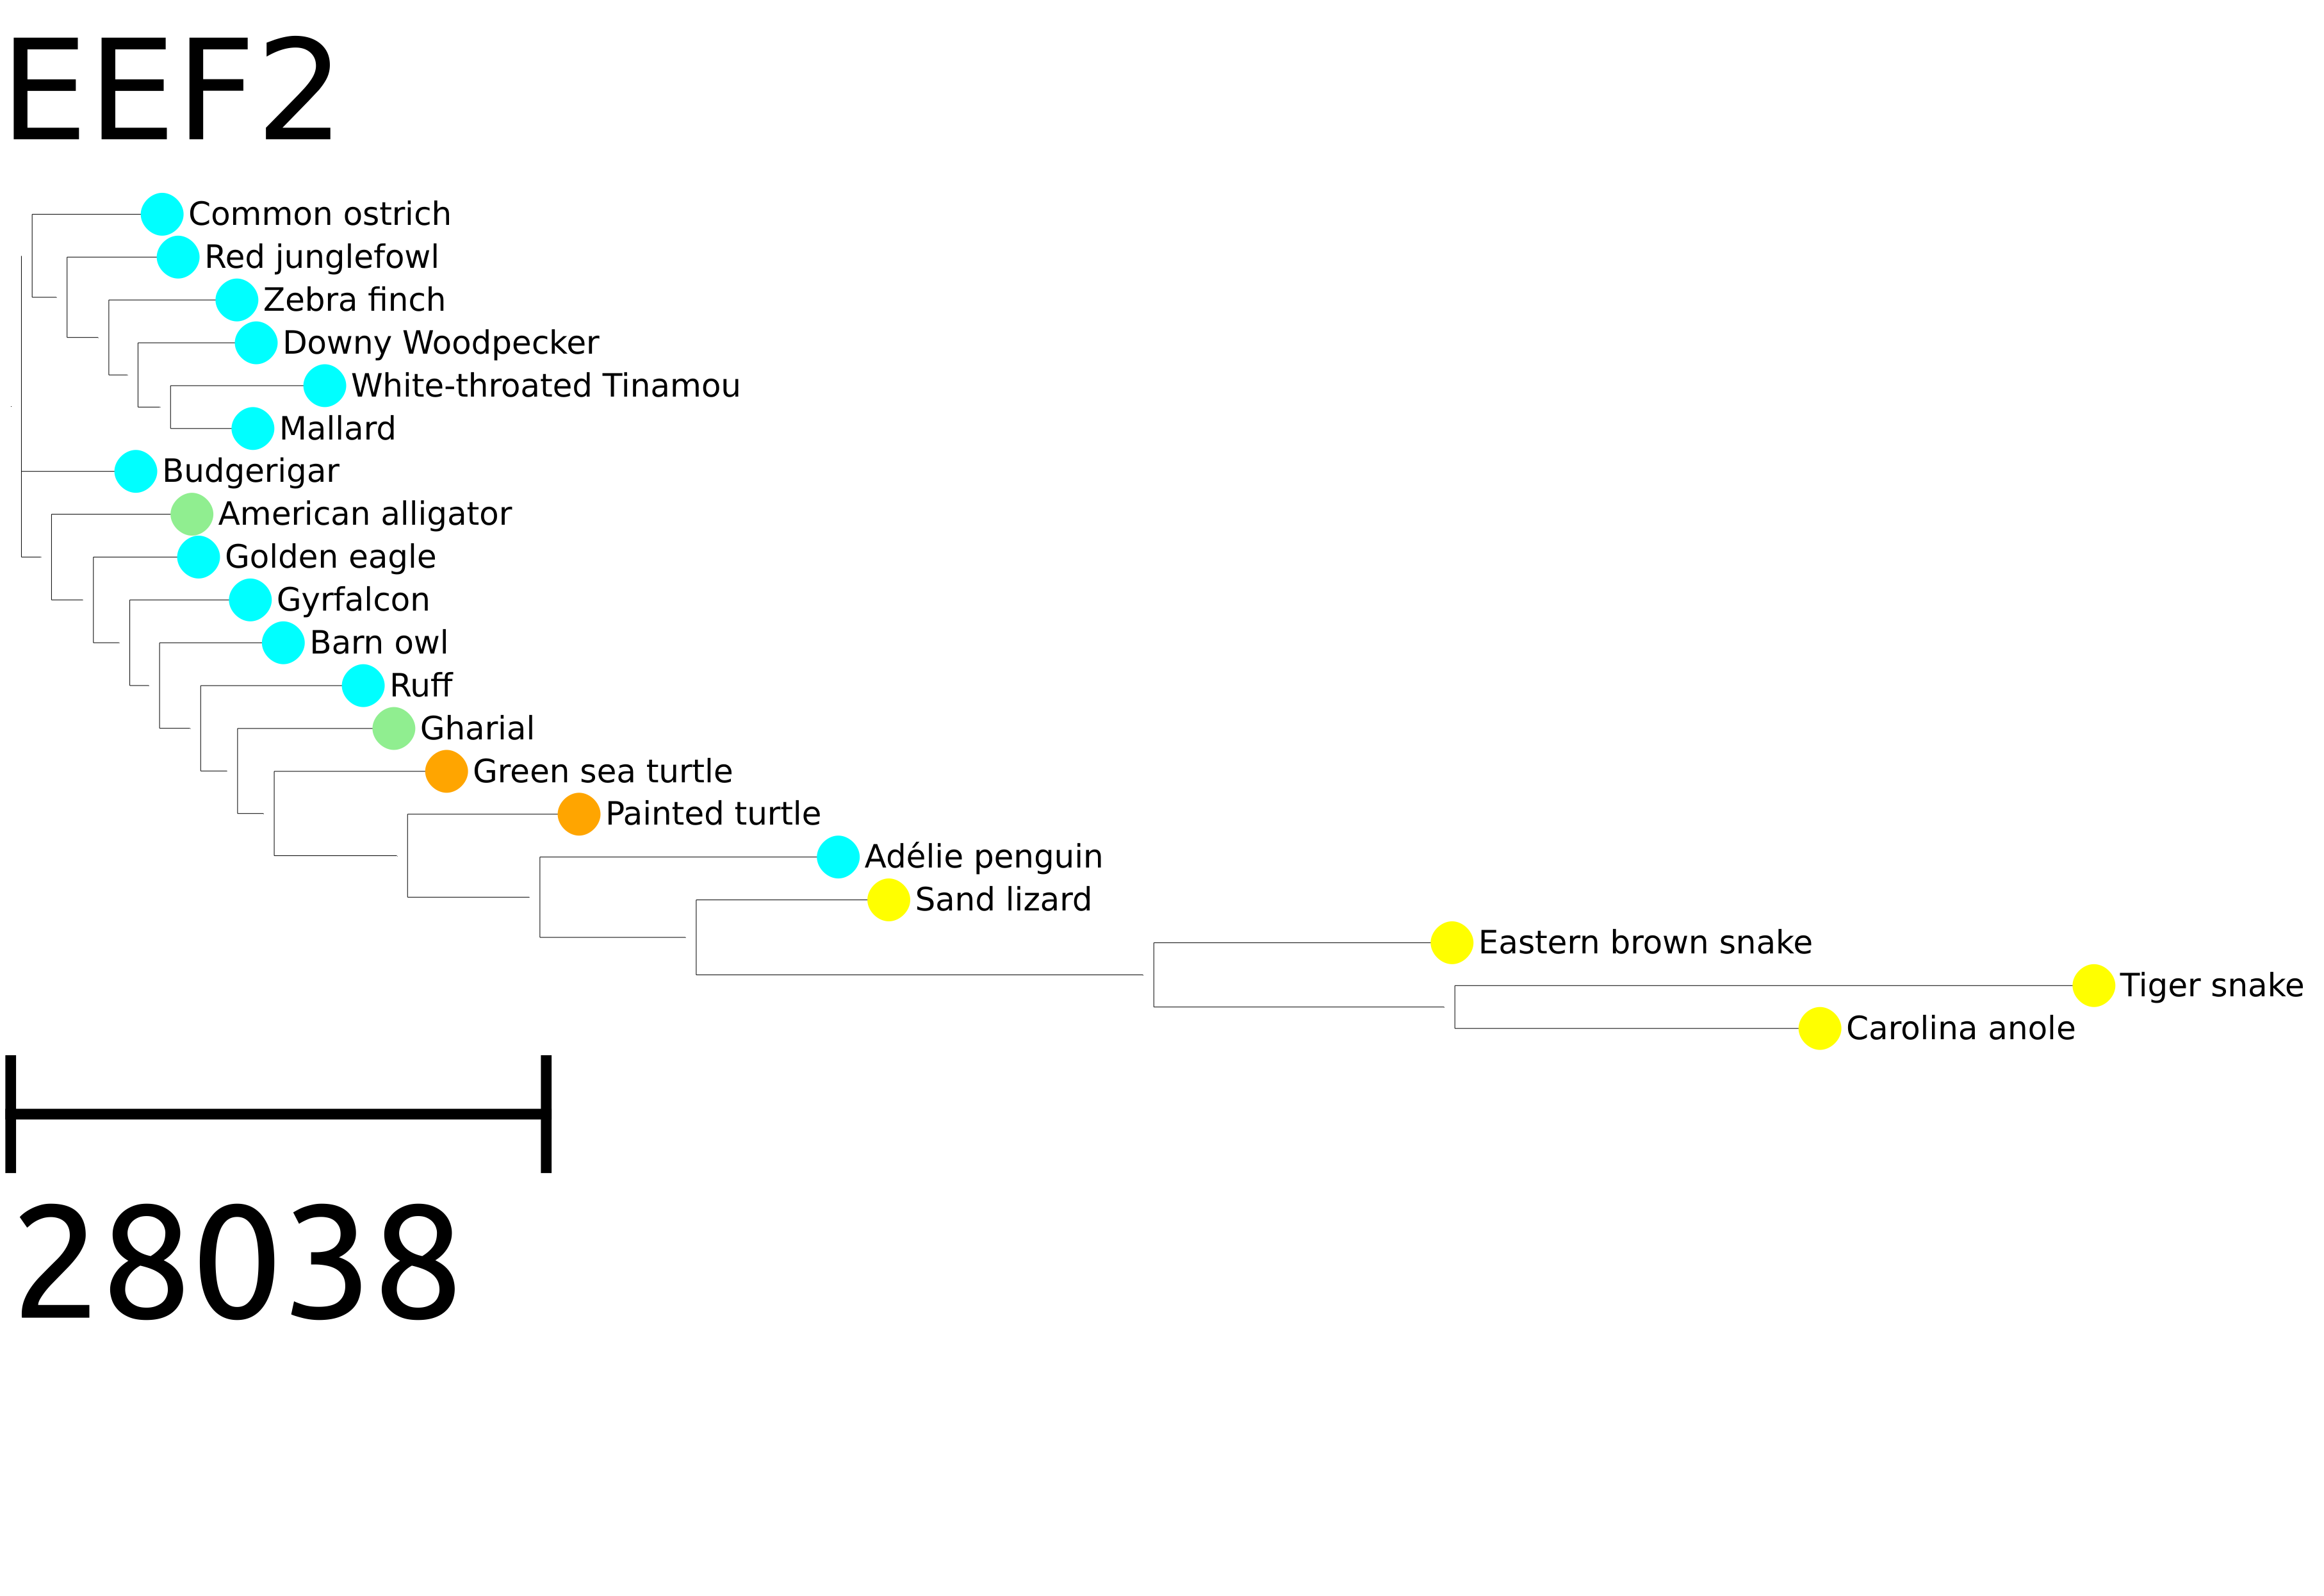 EEF2
Common ostrich
Red junglefowl
Zebra finch
Downy Woodpecker
White-throated Tinamou
Mallard
Budgerigar
American alligator
Golden eagle
Gyrfalcon
Barn owl
Ruff
Gharial
Green sea turtle
Painted turtle
Adélie penguin
Sand lizard
Eastern brown snake
Tiger snake
Carolina anole
28038